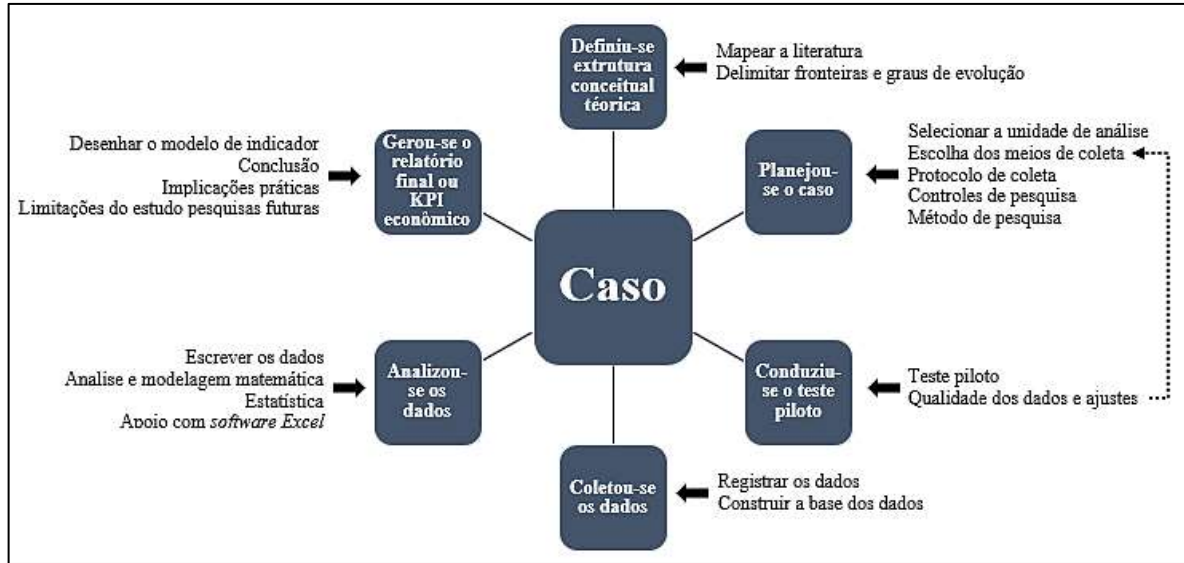 Definiu-se
extrutura
conceitual
téorica
Mapear a literatura
Delimitar fronteiras e graus de evolução
Planejou-
se o caso
Selecionar a unidade de análise
Escolha dos meios de coleta
Protocolo de coleta
Controles de pesquisa
Método de pesquisa
Conduziu-
se o teste
piloto
Teste piloto
Qualidade dos dados e ajustes
Coletou-se
os dados
Registrar os dados
Construir a base dos dados
Analizou-
se os dados
Escrever os dados
Analise e modelagem matemática
Estatística
Apoio com software Excel
Gerou-se o
relatório
final ou
KPI
econômico
Desenhar o modelo de indicador
Conclusão
Implicações práticas
Limitações do estudo pesquisas futuras
Caso